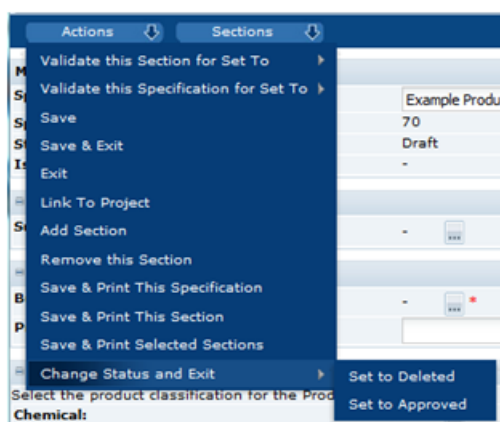 Actions Sections
Validate this Section for Set To
Validate this Specification for Set To
Example Produ
Save
70
Save & Exit
Draft
Exit
-
Link To Project
Add Section
-
Remove this Section
Save & Print This Specification
- *
Save & Print This Section
Save & Print Selected Sections
Change Status and Exit
Set to Deleted
Select the product classification for the Prod
Set to Approved
Chemical: